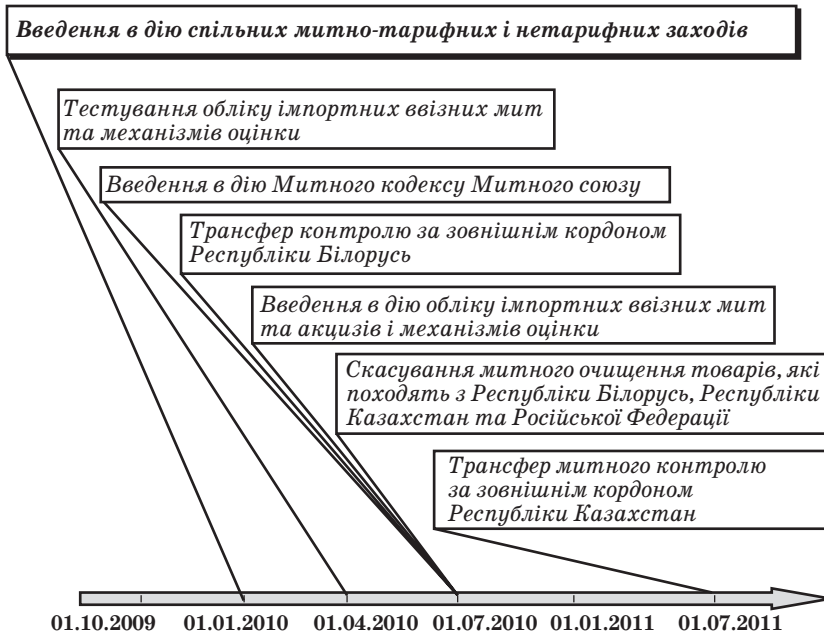 Введення в дію спільних митно-тарифних і нетарифних заходів
Тестування обліку імпортних ввізних мит
та механізмів оцінки
Введення в дію Митного кодексу Митного союзу
Трансфер контролю за зовнішнім кордоном
Республіки Білорусь
Введення в дію обліку імпортних ввізних мит
та акцизів і механізмів оцінки
Скасування митного очищення товарів, які
походять з Республіки Білорусь, Республіки
Казахстан та Російської Федерації
Трансфер митного контролю
за зовнішнім кордоном
Республіки Казахстан
01.10.2009 01.01.2010 01.04.2010 01.07.2010 01.01.2011 01.07.2011